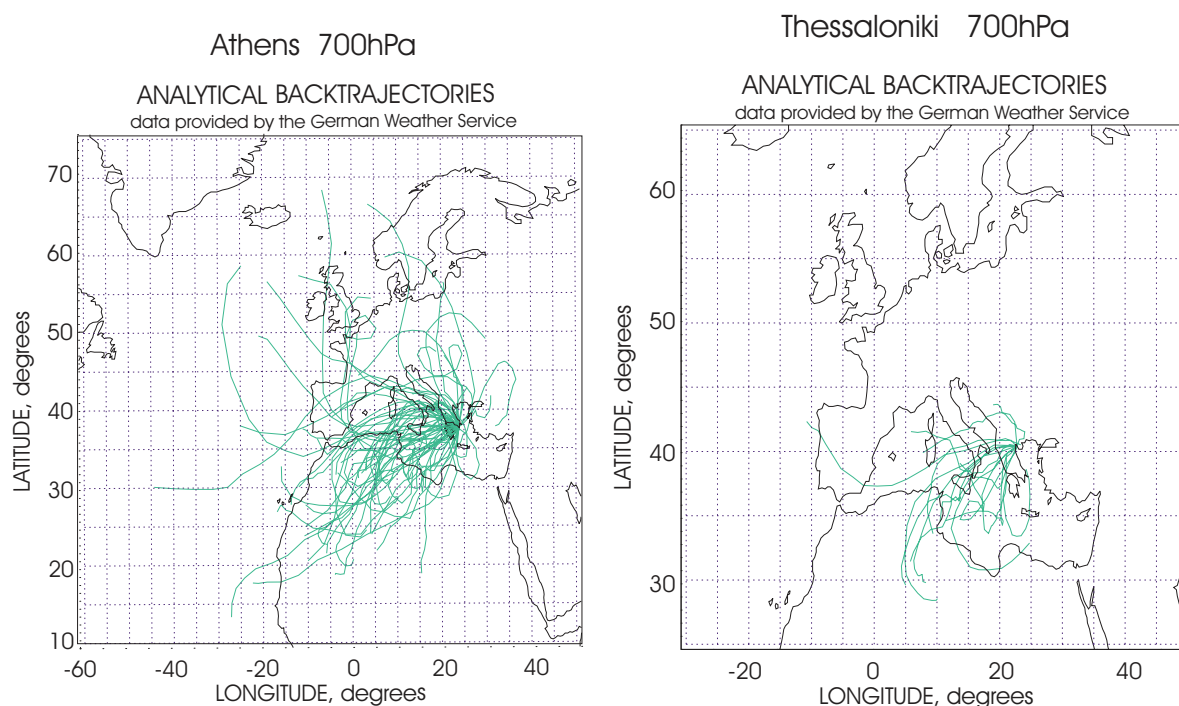 Athens 700hPa
ANALYTICAL BACKTRAJECTORIES
data provided by the German Weather Service
70
60
50
40
30
20
10
LATITUDE, degrees
-60 -40 -20 0 20 40
LONGITUDE, degrees
Thessaloniki 700hPa
ANALYTICAL BACKTRAJECTORIES
data provided by the German Weather Service
60
50
40
30
LATITUDE, degrees
-20 0 20 40
LONGITUDE, degrees